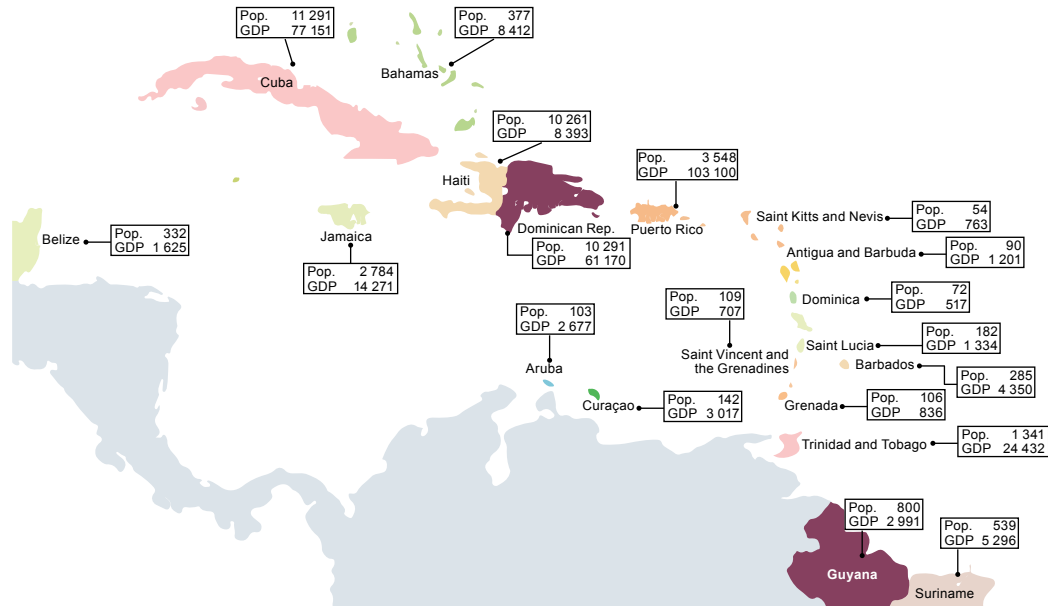 Pop. 11 291
GDP 77 151
Cuba
Pop. 377
GDP 8 412
Bahamas
Pop. 10 261
GDP 8 393
Haiti
Pop. 3 548
GDP 103 100
Puerto Rico
Dominican Rep.
Pop. 10 291
GDP 61 170
Saint Kitts and Nevis
Pop. 54
GDP 763
Belize
Pop. 332
GDP 1 625
Jamaica
Pop. 2 784
GDP 14 271
Antigua and Barbuda
Pop. 90
GDP 1 201
Dominica
Pop. 72
GDP 517
Pop. 109
GDP 707
Saint Vincent and
the Grenadines
Pop. 103
GDP 2 677
Aruba
Saint Lucia
Pop. 182
GDP 1 334
Barbados
Pop. 285
GDP 4 350
Curaçao
Pop. 142
GDP 3 017
Grenada
Pop. 106
GDP 836
Trinidad and Tobago
Pop. 1 341
GDP 24 432
Pop. 800
GDP 2 991
Guyana
Pop. 539
GDP 5 296
Suriname